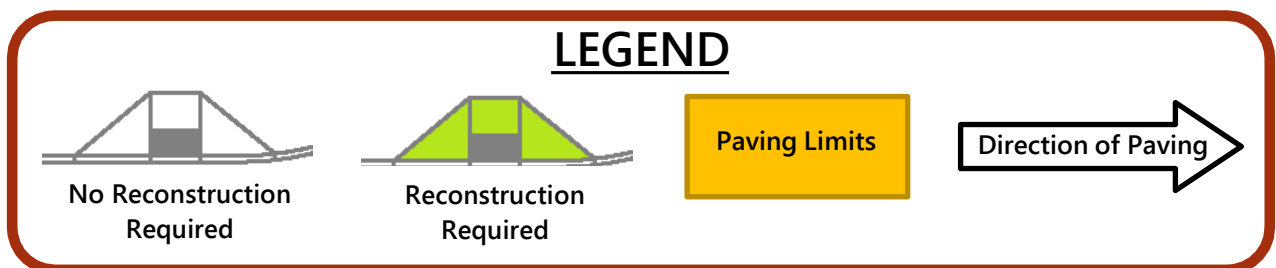 LEGEND
No Reconstruction
Required
Reconstruction
Required
Paving Limits
Direction of Paving